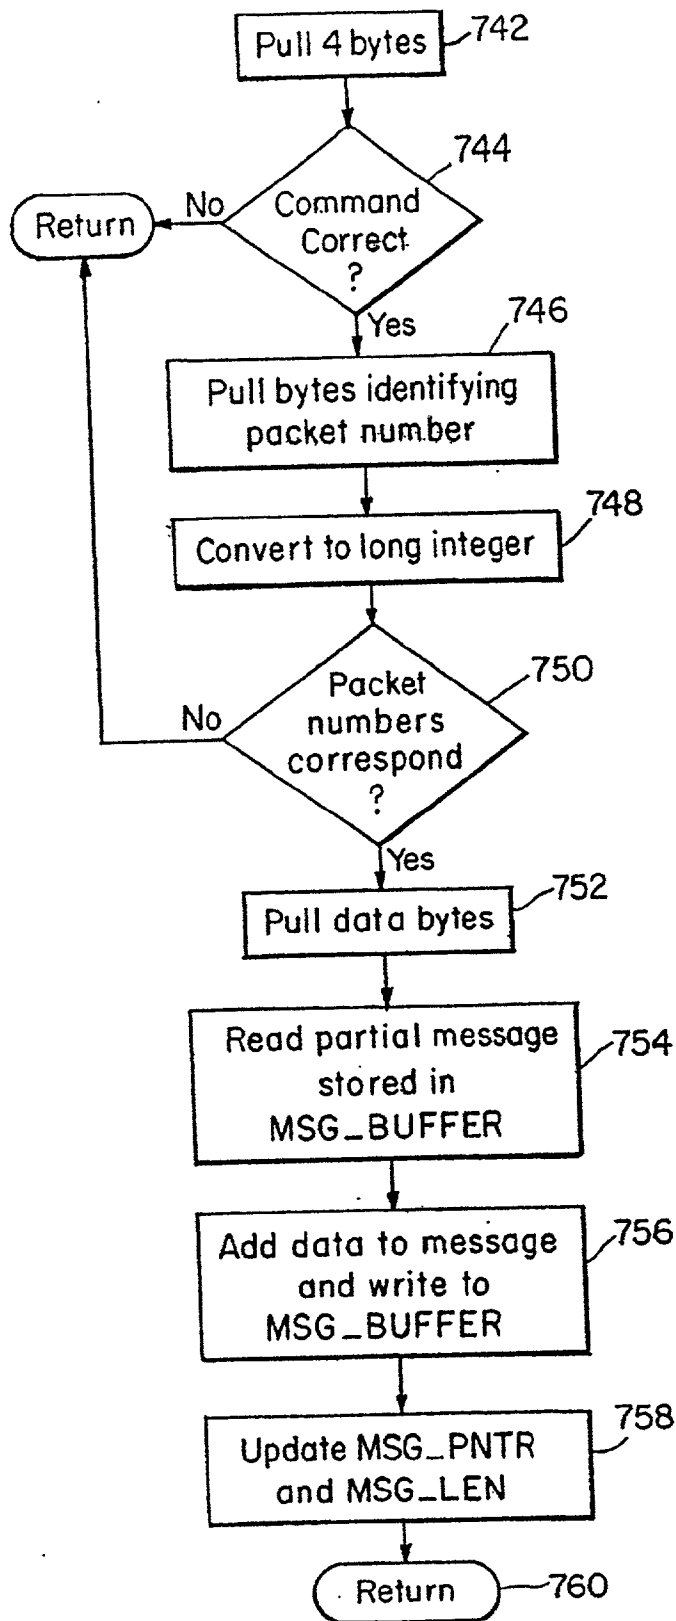 Pull 4 bytes
742
744
Command
Correct
?
No
Return
Yes
746
Pull bytes identifying
packet number
748
Convert to long integer
750
Packet
numbers
correspond
?
No
Yes
752
Pull data bytes
Read partial message
stored in
MSG_BUFFER
754
Add data to message
and write to
MSG_BUFFER
756
Update MSG_PNTR
and MSG_LEN
758
Return
760